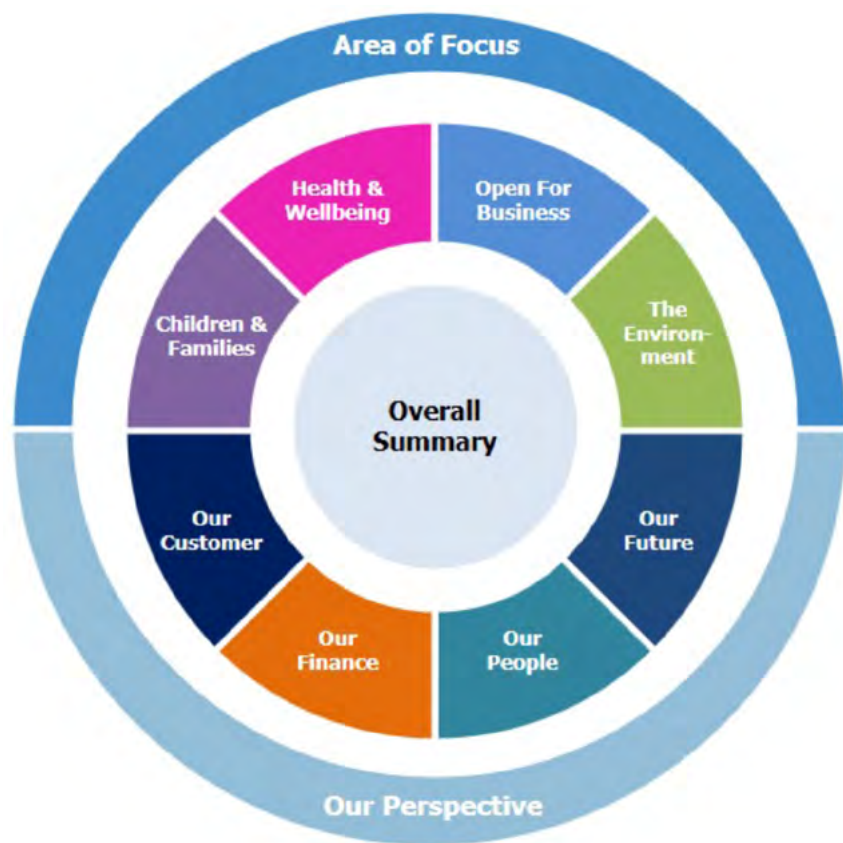 Area of Focus
Health &
Wellbeing
Open For
Business
Children &
Families
The
Environ-
ment
Overall
Summary
Our
Customer
Our
Future
Our
Finance
Our
People
Our Perspective